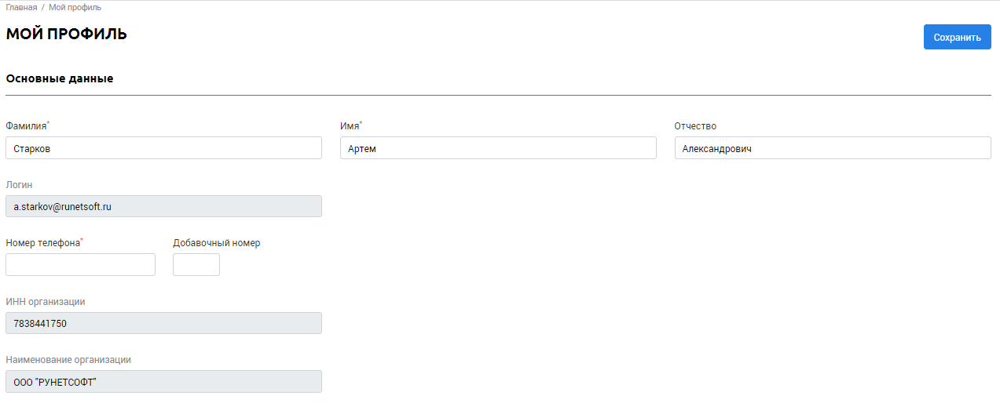 Главная / Мой профиль
МОЙ ПРОФИЛЬ
Сохранить
Основные данные
Фамилия* Имя* Отчество
Старков Артем Александрович
Логин
a.starkov@runetsoft.ru
Номер телефона* Добавочный номер
ИНН организации
7838441750
Наименование организации
ООО "РУНЕТСОФТ"